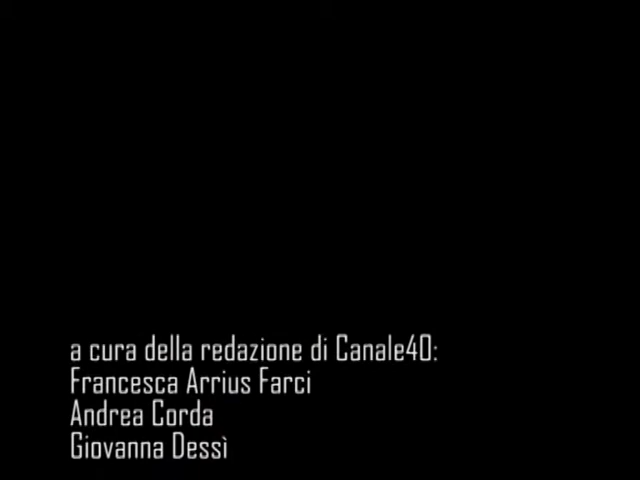 a cura della redazione di Canale40:
Francesca Arrius Farci
Andrea Corda
Giovanna Dessì